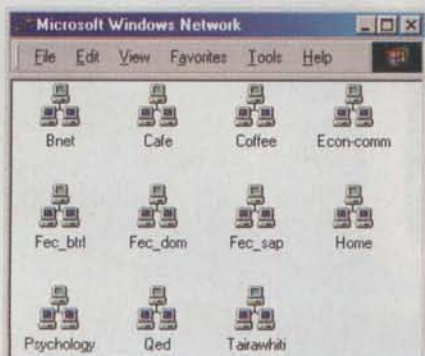 Microsoft Windows Network
File Edit View Favorites Tools Help
Bnet Cafe Coffee Econ-comm
Fec_btrl Fec_dom Fec_sap Home
Psychology Qed Tairawhiti